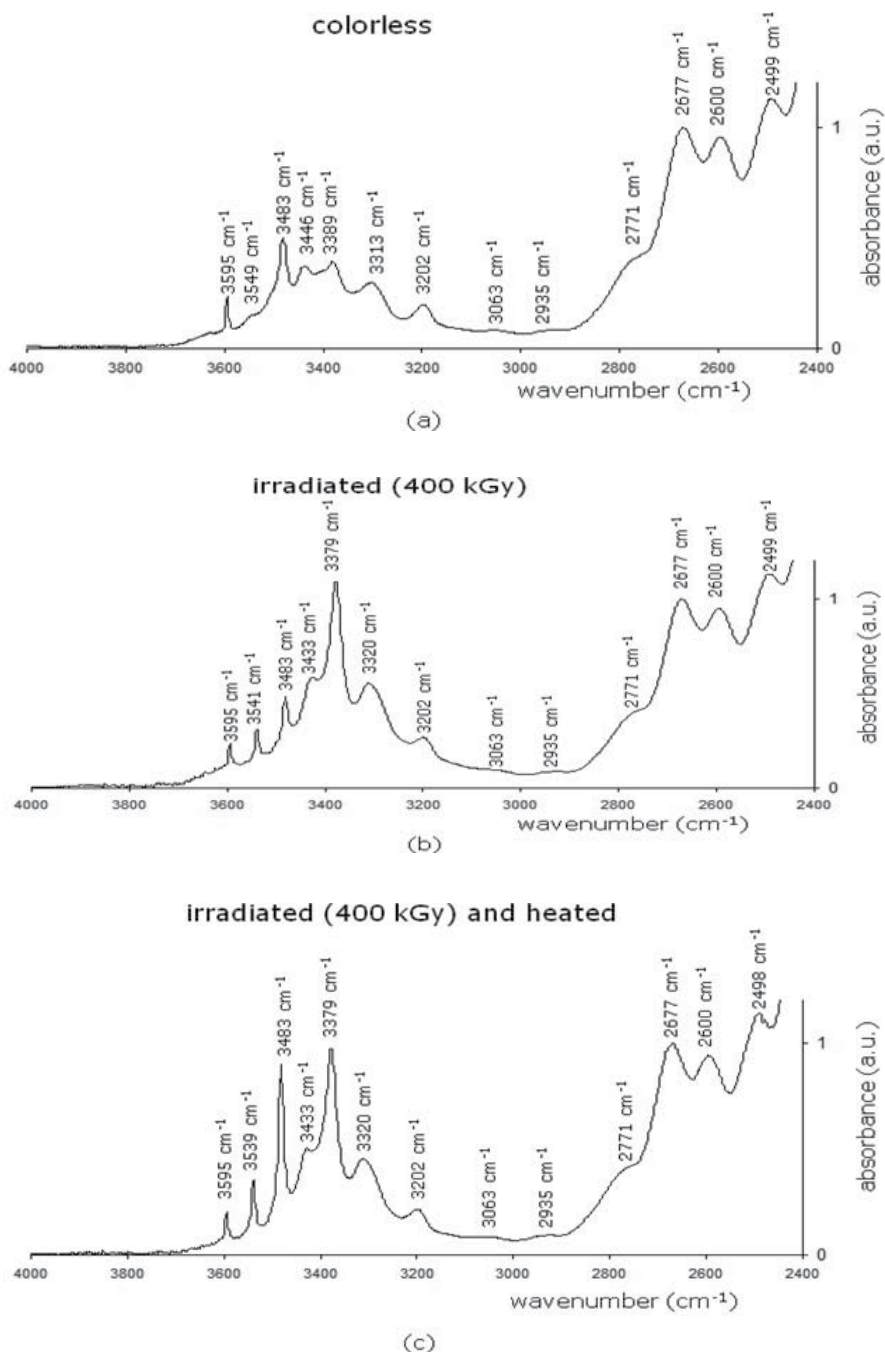 colorless
3595 cm-1
3549 cm-1
3483 cm-1
3446 cm-1
3389 cm-1
3313 cm-1
3202 cm-1
3063 cm-1
2935 cm-1
2771 cm-1
2677 cm-1
2600 cm-1
2499 cm-1
1
0
absorbance (a.u.)
4000 3800 3600 3400 3200 3000 2800 2600 2400
wavenumber (cm-1)
(a)
irradiated (400 kGy)
3595 cm-1
3541 cm-1
3483 cm-1
3433 cm-1
3379 cm-1
3320 cm-1
3202 cm-1
3063 cm-1
2935 cm-1
2771 cm-1
2677 cm-1
2600 cm-1
2499 cm-1
1
0
absorbance (a.u.)
4000 3800 3600 3400 3200 3000 2800 2600 2400
wavenumber (cm-1)
(b)
irradiated (400 kGy) and heated
3595 cm-1
3539 cm-1
3483 cm-1
3433 cm-1
3379 cm-1
3320 cm-1
3202 cm-1
3063 cm-1
2935 cm-1
2771 cm-1
2677 cm-1
2600 cm-1
2498 cm-1
1
0
absorbance (a.u.)
4000 3800 3600 3400 3200 3000 2800 2600 2400
wavenumber (cm-1)
(c)